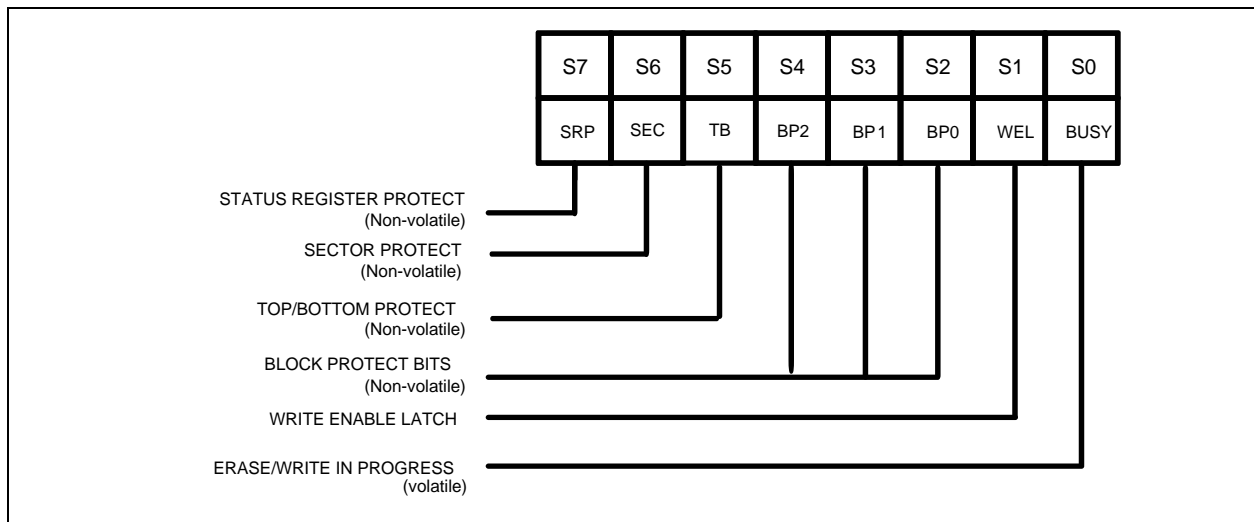 S7 S6 S5 S4 S3 S2 S1 S0
SRP SEC TB BP2 BP1 BP0 WEL BUSY
STATUS REGISTER PROTECT
(Non-volatile)
SECTOR PROTECT
(Non-volatile)
TOP/BOTTOM PROTECT
(Non-volatile)
BLOCK PROTECT BITS
(Non-volatile)
WRITE ENABLE LATCH
ERASE/WRITE IN PROGRESS
(volatile)